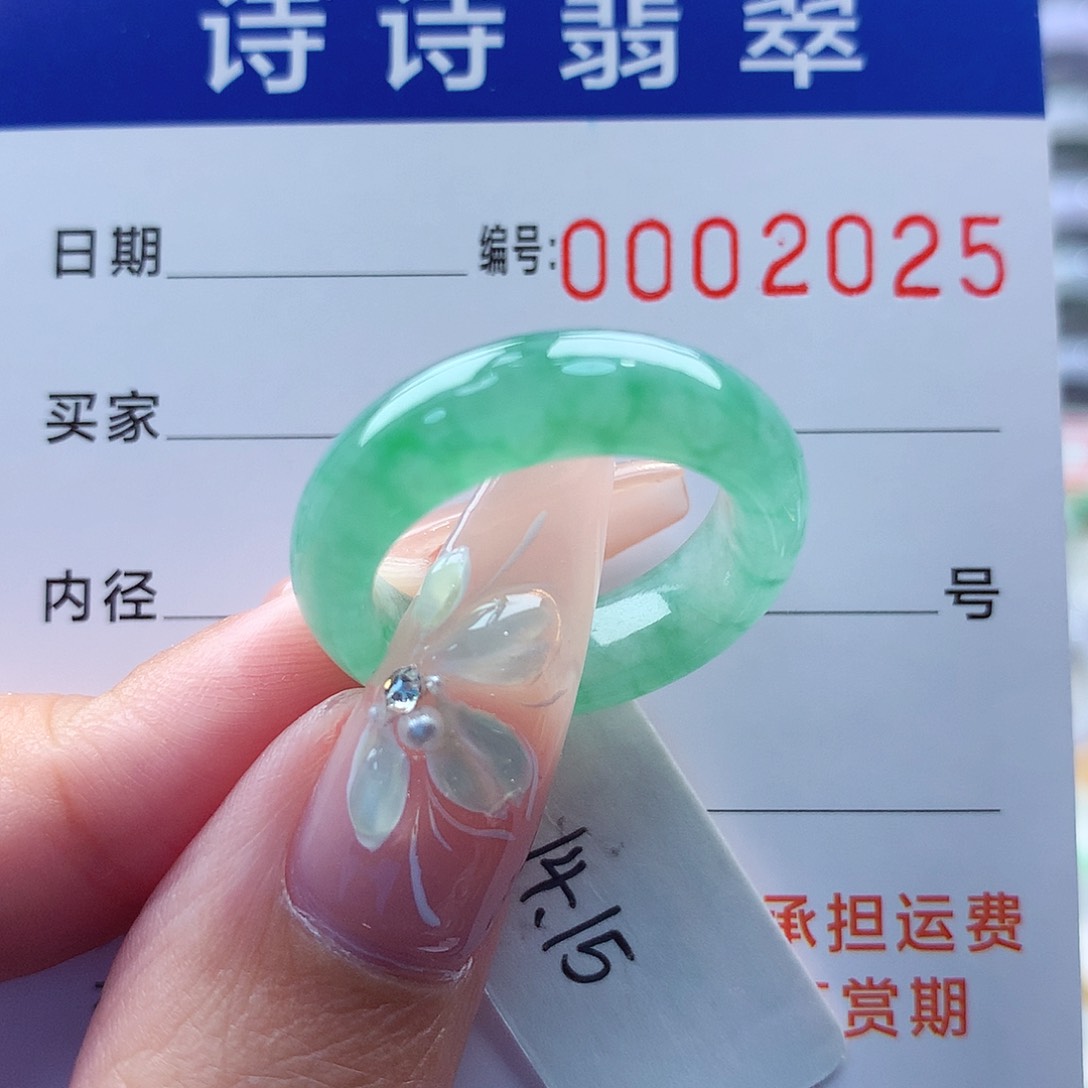 诗诗翡翠
日期 编号:0002025
买家
内径 号
14.15
承担运费
赏期